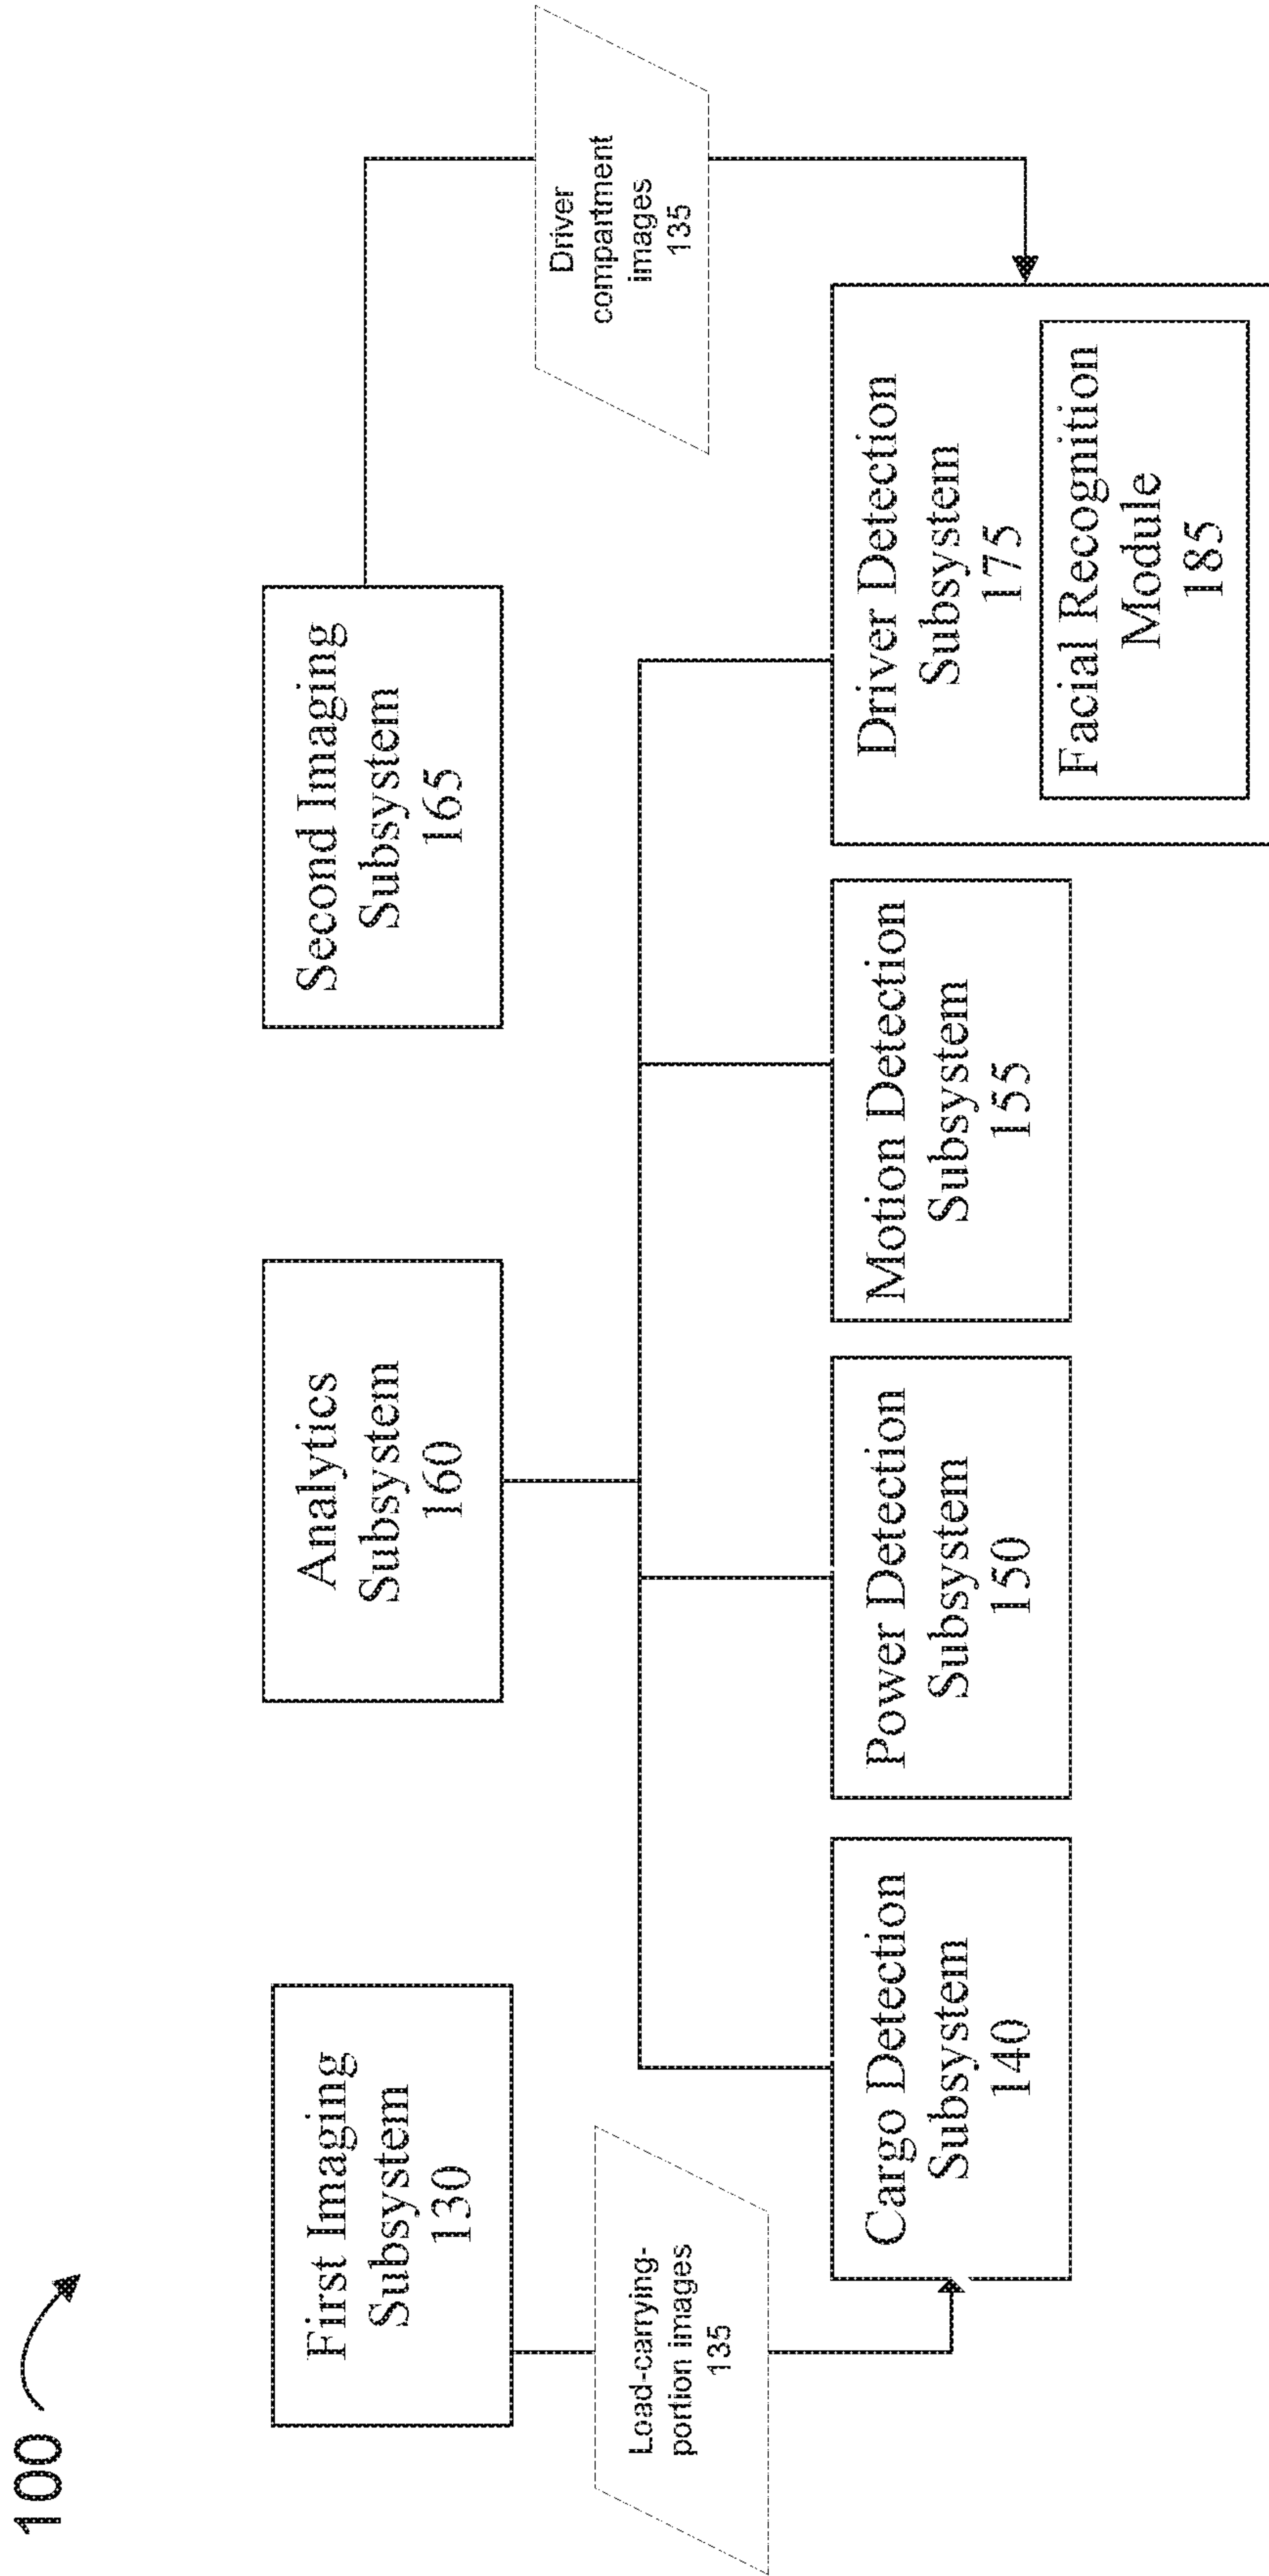 100
First Imaging
Subsystem
130
Analytics
Subsystem
160
Second Imaging
Subsystem
165
Load-carrying-
portion images
135
Driver
compartment
images
135
Cargo Detection
Subsystem
140
Power Detection
Subsystem
150
Motion Detection
Subsystem
155
Driver Detection
Subsystem
175
Facial Recognition
Module
185